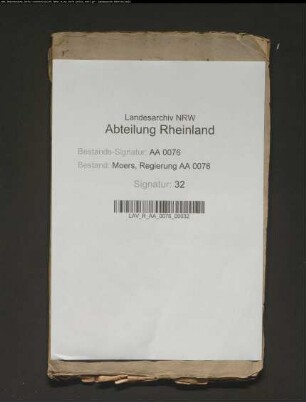 Landesarchiv NRW
Abteilung Rheinland
Bestands-Signatur: AA 0076
Bestand: Moers, Regierung AA 0076
Signatur: 32
LAV_R_AA_0076_00032